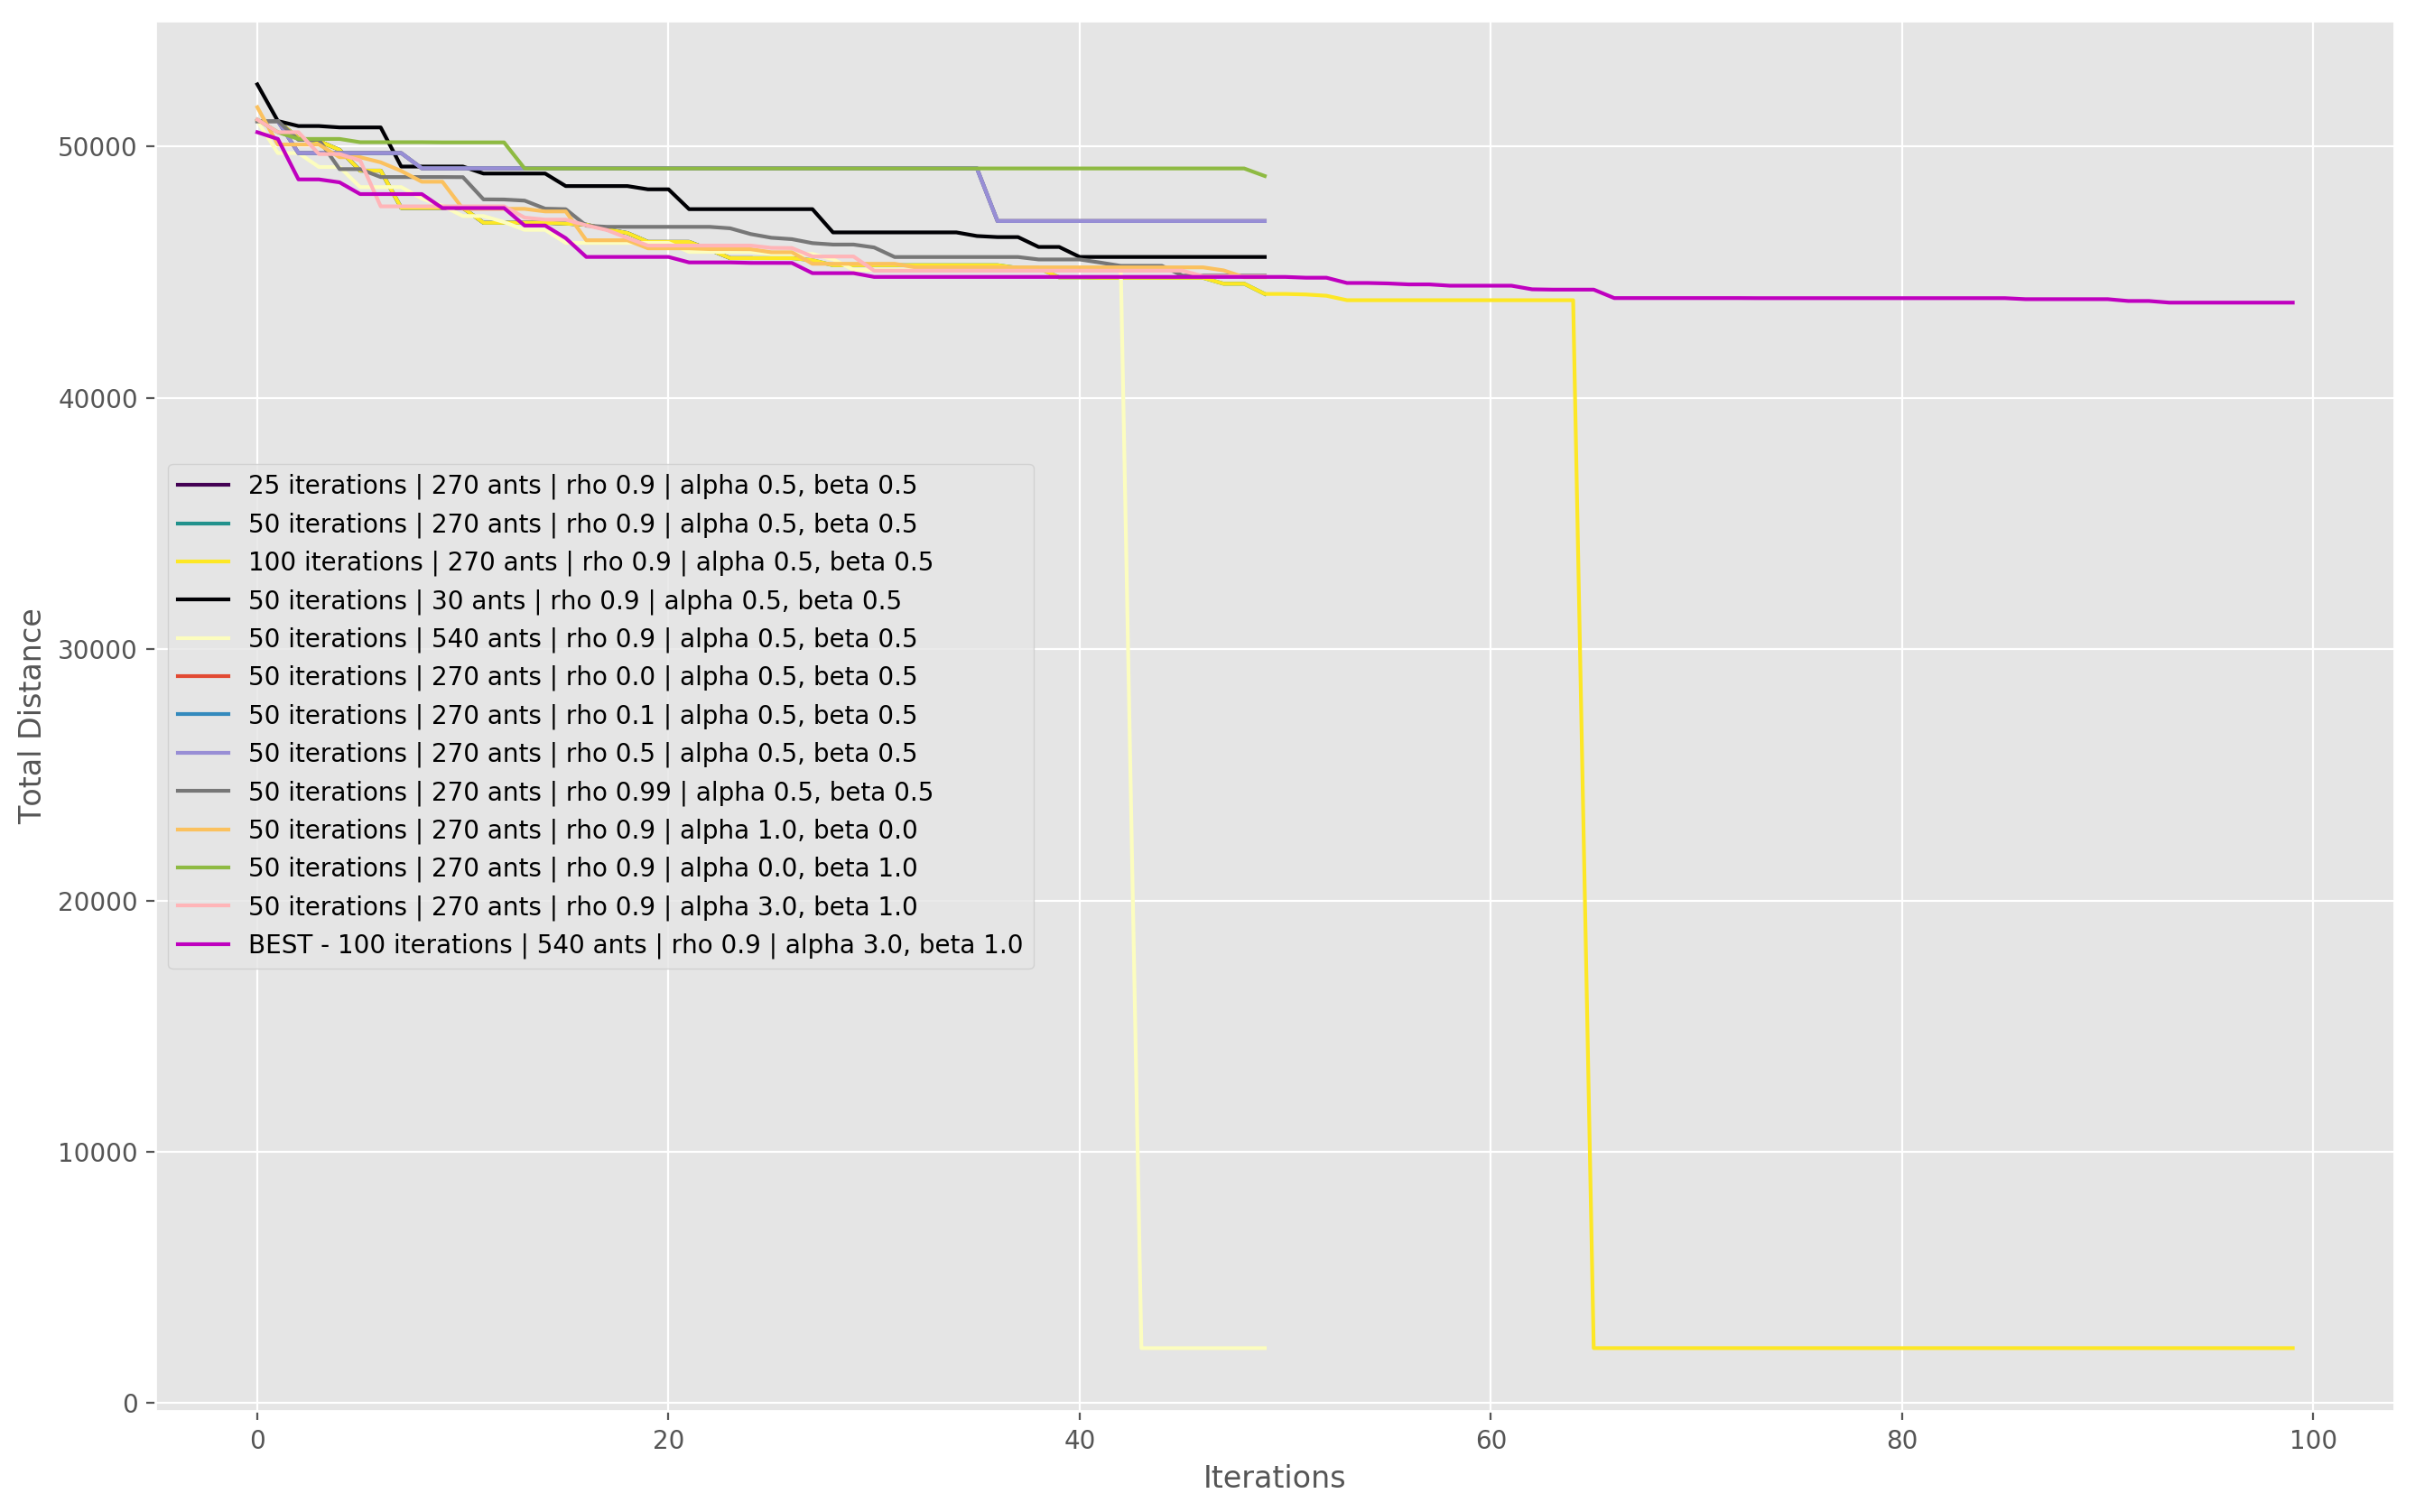 50000
40000
30000
20000
10000
0
Total Distance
25 iterations | 270 ants | rho 0.9 | alpha 0.5, beta 0.5
50 iterations | 270 ants | rho 0.9 | alpha 0.5, beta 0.5
100 iterations | 270 ants | rho 0.9 | alpha 0.5, beta 0.5
50 iterations | 30 ants | rho 0.9 | alpha 0.5, beta 0.5
50 iterations | 540 ants | rho 0.9 | alpha 0.5, beta 0.5
50 iterations | 270 ants | rho 0.0 | alpha 0.5, beta 0.5
50 iterations | 270 ants | rho 0.1 | alpha 0.5, beta 0.5
50 iterations | 270 ants | rho 0.5 | alpha 0.5, beta 0.5
50 iterations | 270 ants | rho 0.99 | alpha 0.5, beta 0.5
50 iterations | 270 ants | rho 0.9 | alpha 1.0, beta 0.0
50 iterations | 270 ants | rho 0.9 | alpha 0.0, beta 1.0
50 iterations | 270 ants | rho 0.9 | alpha 3.0, beta 1.0
BEST - 100 iterations | 540 ants | rho 0.9 | alpha 3.0, beta 1.0
0 20 40 60 80 100
Iterations